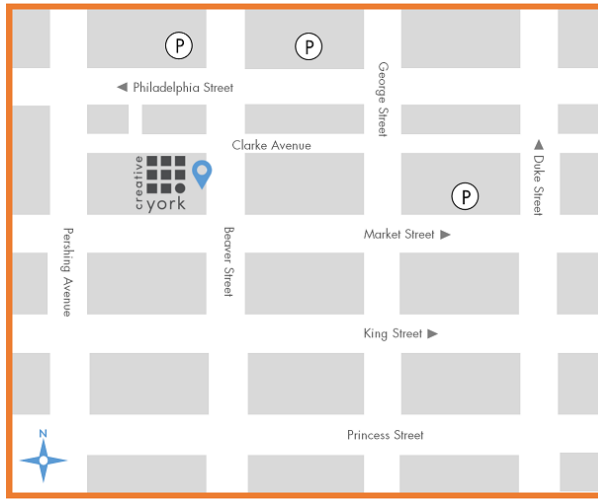 P
P
Philadelphia Street
George Street
Clarke Avenue
Duke Street
creative
york
P
Market Street
Pershing Avenue
Beaver Street
King Street
N
Princess Street